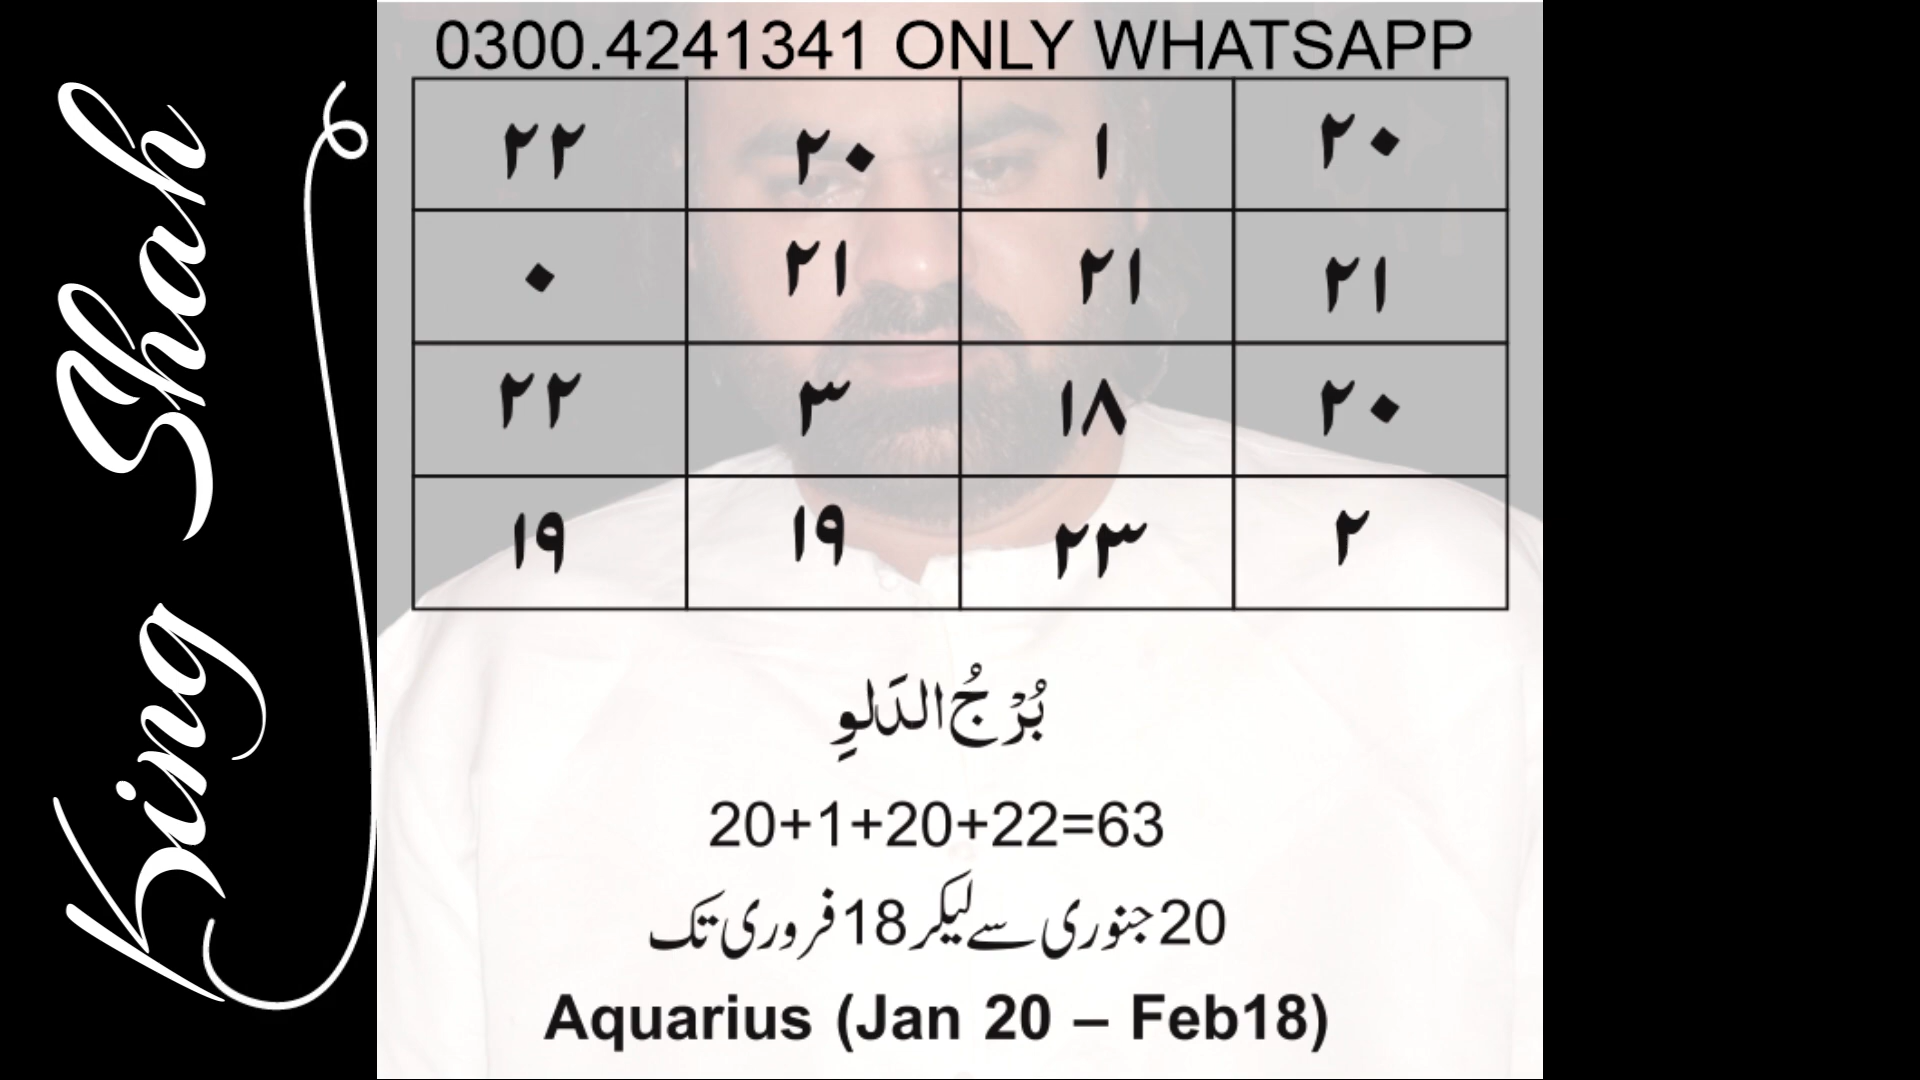 King Shah
0300.4241341 ONLY WHATSAPP
۲۲ ۲۰ ۱ ۲۰
۰ ۲۱ ۲۱ ۲۱
۲۲ ۳ ۱۸ ۲۰
۱۹ ۱۹ ۲۳ ۲
بُرْجُ الدَلوِ
20+1+20+22=63
20 جنوری سے لیکر 18 فروری تک
Aquarius (Jan 20 – Feb18)